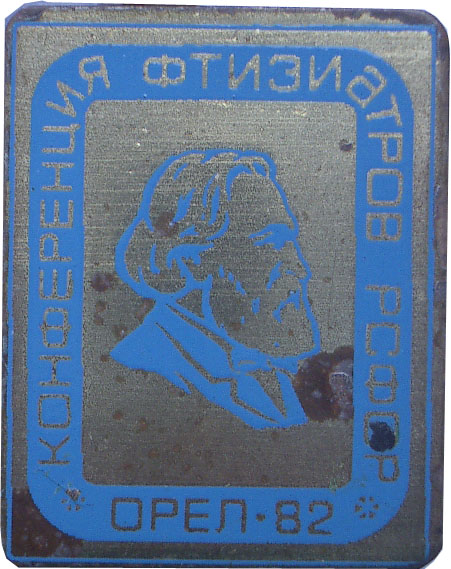 КОНФЕРЕНЦИЯ ФТИЗИАТРОВ РСФСР
ОРЕЛ·82